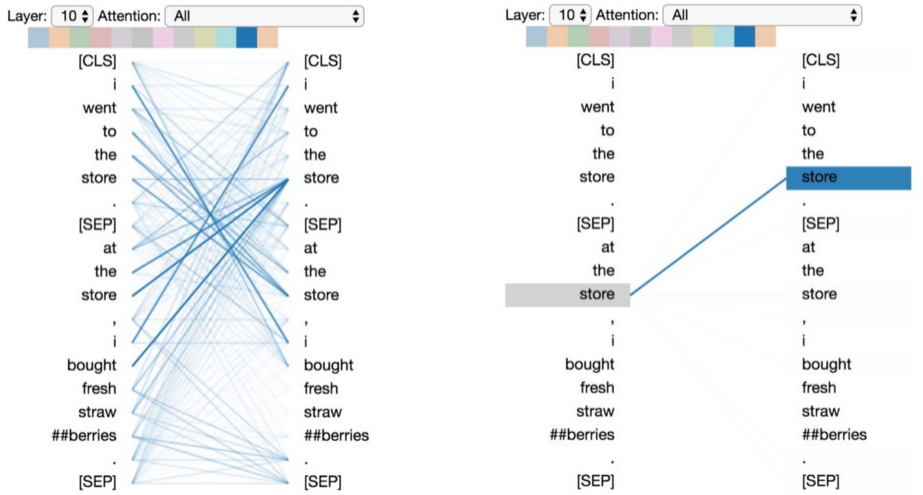 Layer: 10 Attention: All
[CLS] [CLS]
i i
went went
to to
the the
store store
. .
[SEP] [SEP]
at at
the the
store store
, ,
i i
bought bought
fresh fresh
straw straw
##berries ##berries
. .
[SEP] [SEP]
Layer: 10 Attention: All
[CLS] [CLS]
i i
went went
to to
the the
store store
. .
[SEP] [SEP]
at at
the the
store store
, ,
i i
bought bought
fresh fresh
straw straw
##berries ##berries
. .
[SEP] [SEP]